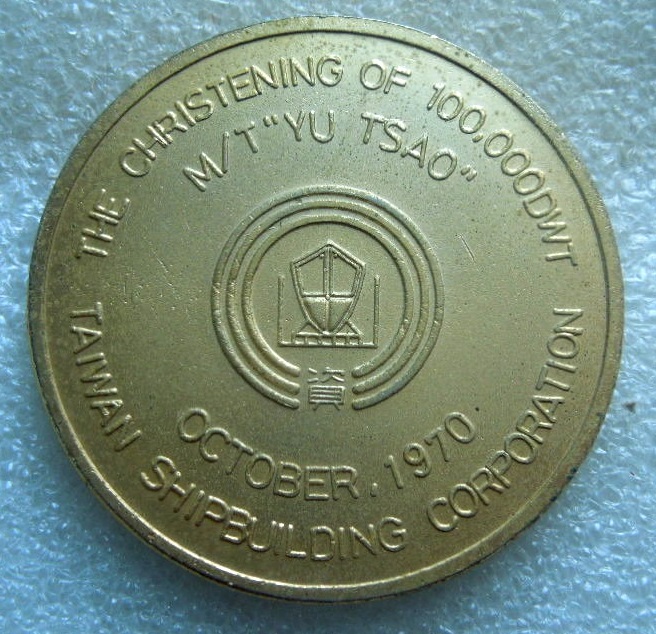 THE CHRISTENING OF 100,000DWT
M/T "YU TSAO"
資
OCTOBER, 1970
TAIWAN SHIPBUILDING CORPORATION